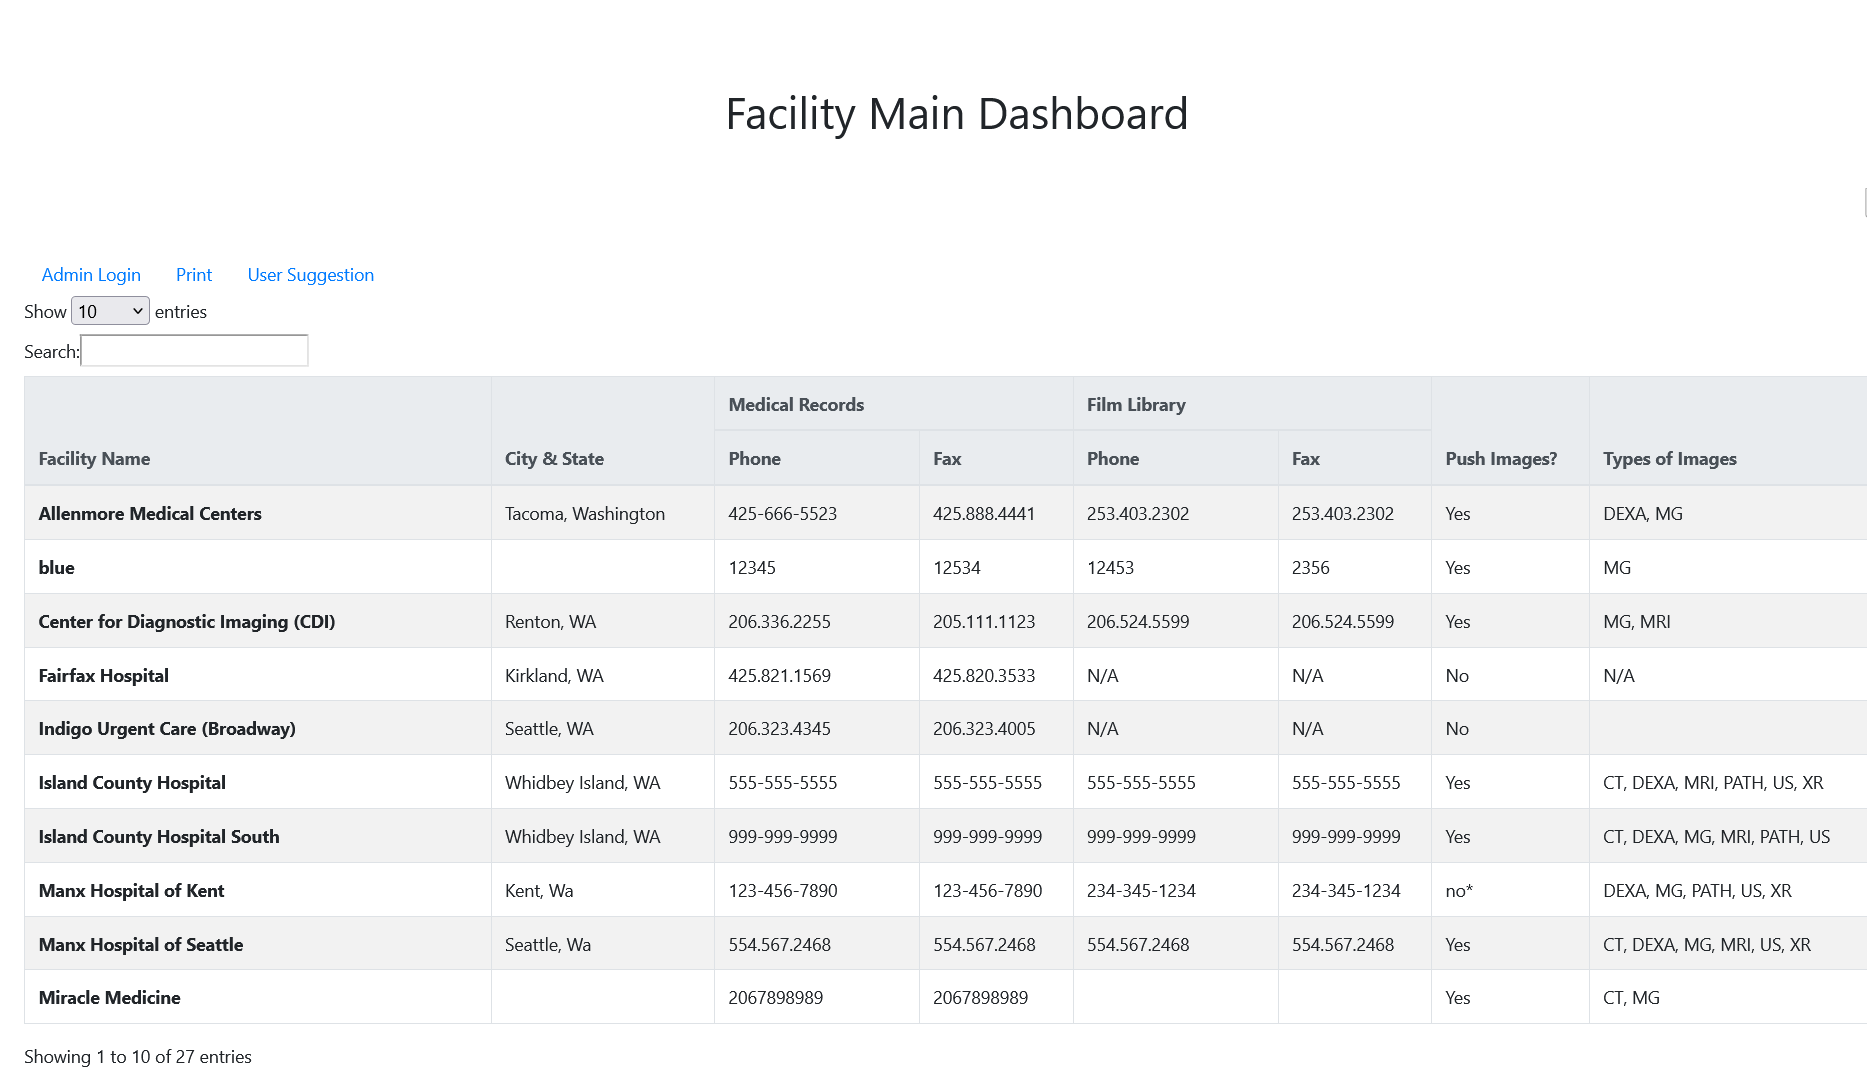 Facility Main Dashboard
Admin Login Print User Suggestion
Show 10 entries
Search:
Medical Records Film Library
Facility Name City & State Phone Fax Phone Fax Push Images? Types of Images
Allenmore Medical Centers Tacoma, Washington 425-666-5523 425.888.4441 253.403.2302 253.403.2302 Yes DEXA, MG
blue 12345 12534 12453 2356 Yes MG
Center for Diagnostic Imaging (CDI) Renton, WA 206.336.2255 205.111.1123 206.524.5599 206.524.5599 Yes MG, MRI
Fairfax Hospital Kirkland, WA 425.821.1569 425.820.3533 N/A N/A No N/A
Indigo Urgent Care (Broadway) Seattle, WA 206.323.4345 206.323.4005 N/A N/A No
Island County Hospital Whidbey Island, WA 555-555-5555 555-555-5555 555-555-5555 555-555-5555 Yes CT, DEXA, MRI, PATH, US, XR
Island County Hospital South Whidbey Island, WA 999-999-9999 999-999-9999 999-999-9999 999-999-9999 Yes CT, DEXA, MG, MRI, PATH, US
Manx Hospital of Kent Kent, Wa 123-456-7890 123-456-7890 234-345-1234 234-345-1234 no* DEXA, MG, PATH, US, XR
Manx Hospital of Seattle Seattle, Wa 554.567.2468 554.567.2468 554.567.2468 554.567.2468 Yes CT, DEXA, MG, MRI, US, XR
Miracle Medicine 2067898989 2067898989 Yes CT, MG
Showing 1 to 10 of 27 entries